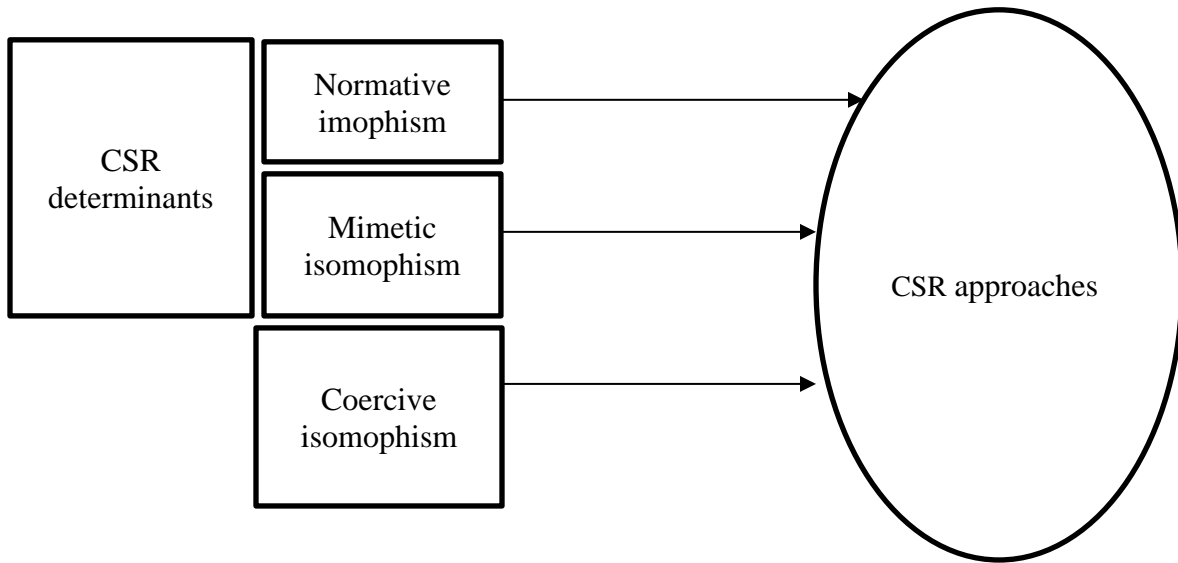 CSR
determinants
Normative
imophism
Mimetic
isomophism
Coercive
isomophism
CSR approaches